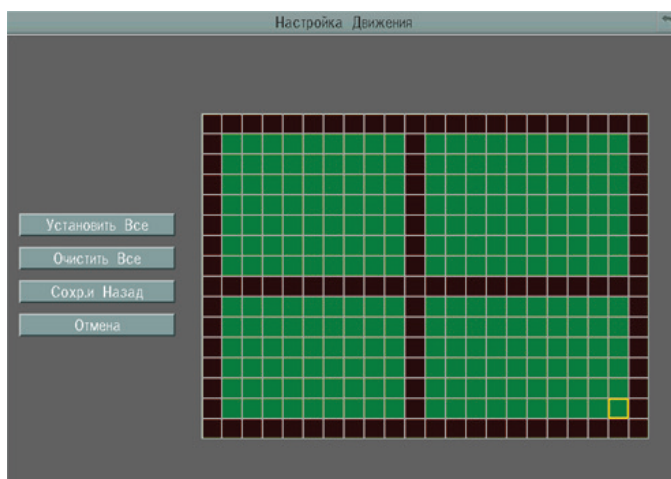 Настройка Движения
Установить Все
Очистить Все
Сохр.и Назад
Отмена